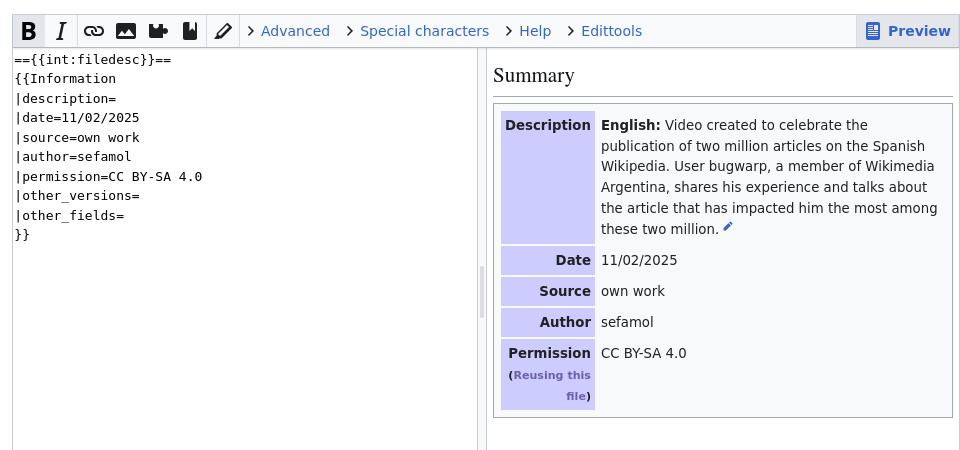 B I Advanced Special characters Help Edittools Preview
=={{int:filedesc}}==
{{Information
|description=
|date=11/02/2025
|source=own work
|author=sefamol
|permission=CC BY-SA 4.0
|other_versions=
|other_fields=
}}
Summary
Description English: Video created to celebrate the
publication of two million articles on the Spanish
Wikipedia. User bugwarp, a member of Wikimedia
Argentina, shares his experience and talks about
the article that has impacted him the most among
these two million.
Date 11/02/2025
Source own work
Author sefamol
Permission CC BY-SA 4.0
(Reusing this
file)